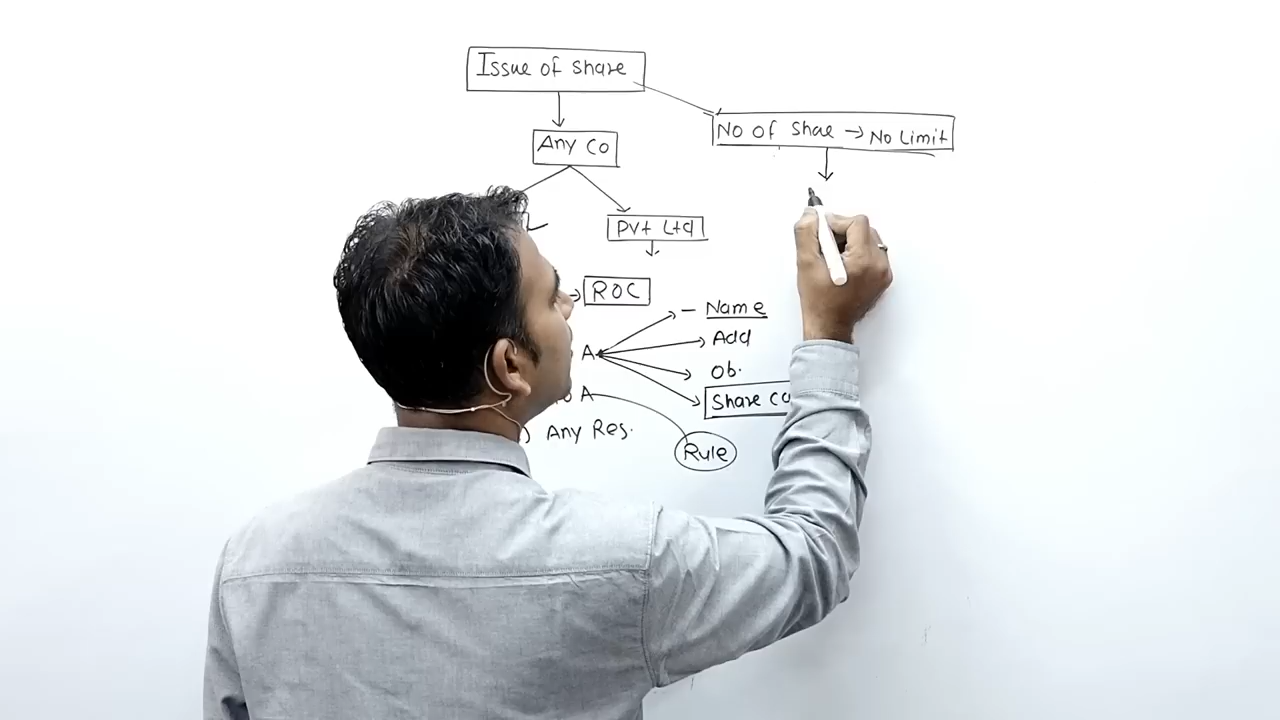 Issue of share
No of Shae → No Limit
Any Co
Pvt Ltd
ROC
A → - Name
Add
Ob.
Share
A
Any Res.
Rule